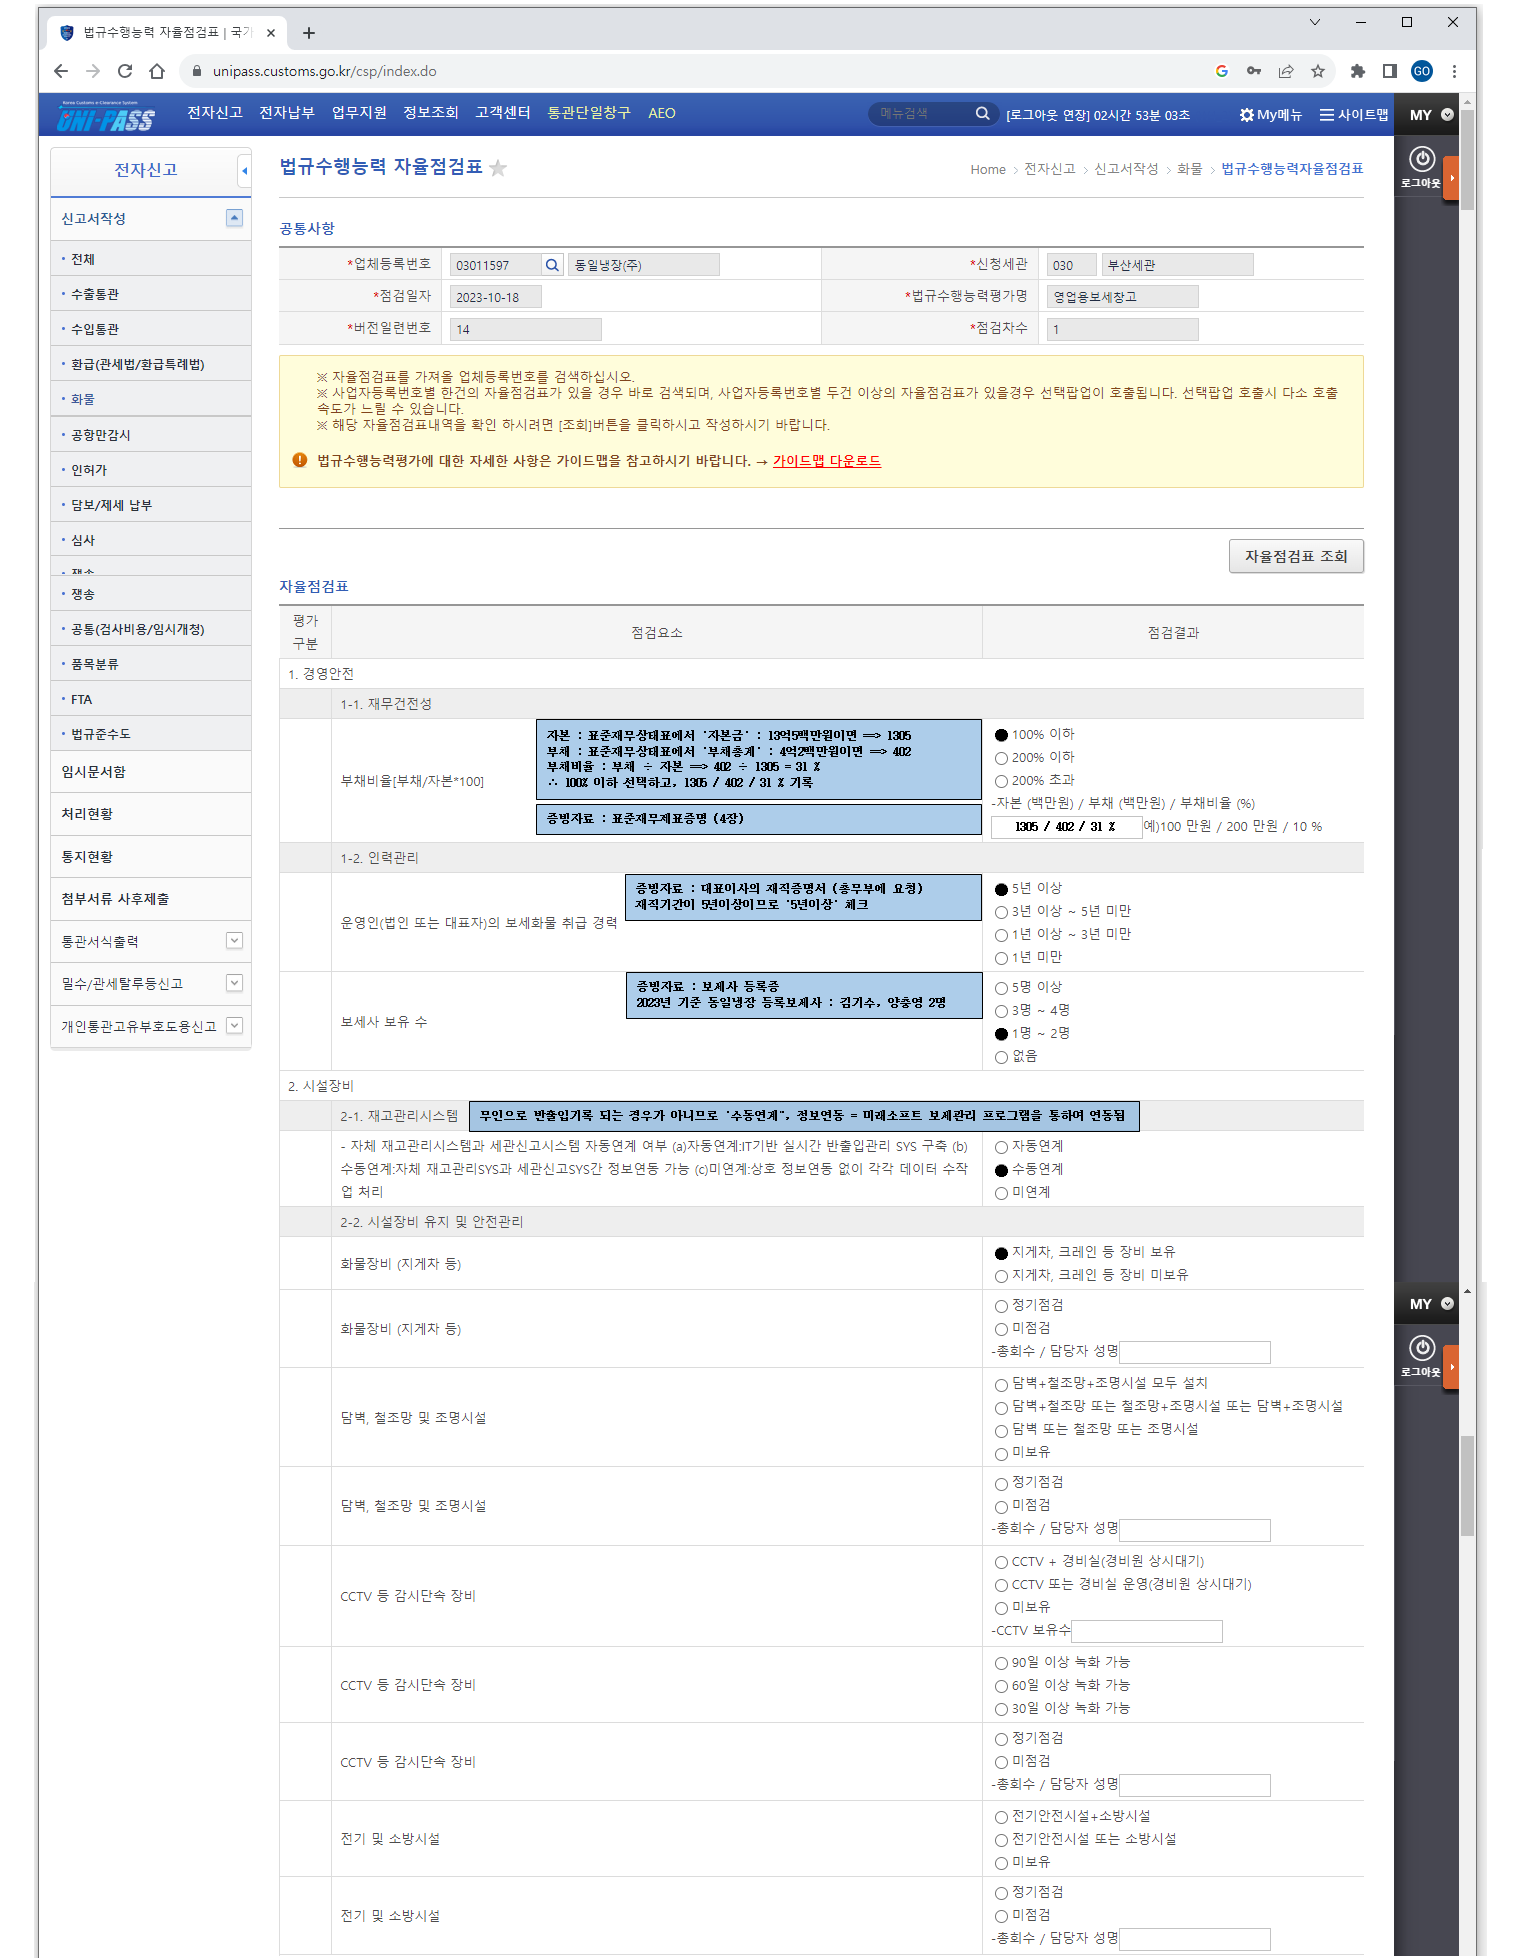 법규수행능력 자율점검표 | 국가
unipass.customs.go.kr/csp/index.do
GO
Korea Customs e-Clearance System
UNI-PASS
전자신고 전자납부 업무지원 정보조회 고객센터 통관단일창구 AEO
메뉴검색
[로그아웃 연장] 02시간 53분 03초
My메뉴
사이트맵
MY
로그아웃
전자신고
신고서작성
전체
수출통관
수입통관
환급(관세법/환급특례법)
화물
공항만감시
인허가
담보/제세 납부
심사
쟁송
쟁송
공통(검사비용/임시개청)
품목분류
FTA
법규준수도
임시문서함
처리현황
통지현황
첨부서류 사후제출
통관서식출력
밀수/관세탈루등신고
개인통관고유부호도용신고
법규수행능력 자율점검표
Home > 전자신고 > 신고서작성 > 화물 > 법규수행능력자율점검표
공통사항
*업체등록번호 03011597 동일냉장(주) *신청세관 030 부산세관
*점검일자 2023-10-18 *법규수행능력평가명 영업용보세창고
*버전일련번호 14 *점검차수 1
※ 자율점검표를 가져올 업체등록번호를 검색하십시오.
※ 사업자등록번호별 한건의 자율점검표가 있을 경우 바로 검색되며, 사업자등록번호별 두건 이상의 자율점검표가 있을경우 선택팝업이 호출됩니다. 선택팝업 호출시 다소 호출
속도가 느릴 수 있습니다.
※ 해당 자율점검표내역을 확인 하시려면 [조회]버튼을 클릭하시고 작성하시기 바랍니다.
법규수행능력평가에 대한 자세한 사항은 가이드맵을 참고하시기 바랍니다. → 가이드맵 다운로드
자율점검표 조회
자율점검표
평가
구분
점검요소
점검결과
1. 경영안전
1-1. 재무건전성
부채비율[부채/자본*100]
자본 : 표준재무상태표에서 '자본금' : 13억5백만원이면 ==> 1305
부채 : 표준재무상태표에서 '부채총계' : 4억2백만원이면 ==> 402
부채비율 : 부채 ÷ 자본 ==> 402 ÷ 1305 = 31 %
∴ 100% 이하 선택하고, 1305 / 402 / 31 % 기록
증빙자료 : 표준재무제표증명 (4장)
100% 이하
200% 이하
200% 초과
-자본 (백만원) / 부채 (백만원) / 부채비율 (%)
1305 / 402 / 31 % 예)100 만원 / 200 만원 / 10 %
1-2. 인력관리
운영인(법인 또는 대표자)의 보세화물 취급 경력
증빙자료 : 대표이사의 재직증명서 (총무부에 요청)
재직기간이 5년이상이므로 '5년이상' 체크
5년 이상
3년 이상 ~ 5년 미만
1년 이상 ~ 3년 미만
1년 미만
보세사 보유 수
증빙자료 : 보세사 등록증
2023년 기준 동일냉장 등록보세사 : 김기수, 양충영 2명
5명 이상
3명 ~ 4명
1명 ~ 2명
없음
2. 시설장비
2-1. 재고관리시스템
무인으로 반출입기록 되는 경우가 아니므로 '수동연계", 정보연동 = 미래소프트 보세관리 프로그램을 통하여 연동됨
- 자체 재고관리시스템과 세관신고시스템 자동연계 여부 (a)자동연계:IT기반 실시간 반출입관리 SYS 구축 (b)
수동연계:자체 재고관리SYS과 세관신고SYS간 정보연동 가능 (c)미연계:상호 정보연동 없이 각각 데이터 수작
업 처리
자동연계
수동연계
미연계
2-2. 시설장비 유지 및 안전관리
화물장비 (지게차 등)
지게차, 크레인 등 장비 보유
지게차, 크레인 등 장비 미보유
MY
로그아웃
화물장비 (지게차 등)
정기점검
미점검
-총회수 / 담당자 성명
담벽, 철조망 및 조명시설
담벽+철조망+조명시설 모두 설치
담벽+철조망 또는 철조망+조명시설 또는 담벽+조명시설
담벽 또는 철조망 또는 조명시설
미보유
담벽, 철조망 및 조명시설
정기점검
미점검
-총회수 / 담당자 성명
CCTV 등 감시단속 장비
CCTV + 경비실(경비원 상시대기)
CCTV 또는 경비실 운영(경비원 상시대기)
미보유
-CCTV 보유수
CCTV 등 감시단속 장비
90일 이상 녹화 가능
60일 이상 녹화 가능
30일 이상 녹화 가능
CCTV 등 감시단속 장비
정기점검
미점검
-총회수 / 담당자 성명
전기 및 소방시설
전기안전시설+소방시설
전기안전시설 또는 소방시설
미보유
전기 및 소방시설
정기점검
미점검
-총회수 / 담당자 성명